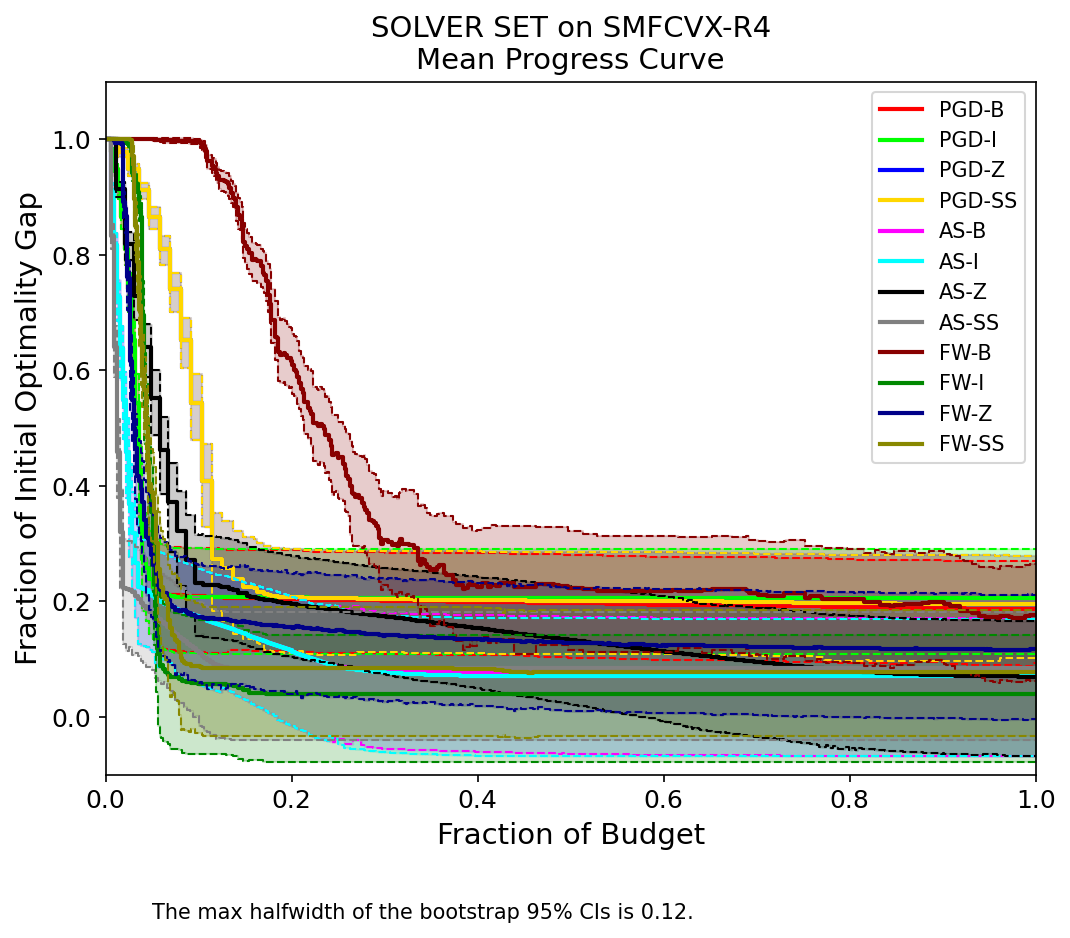 SOLVER SET on SMFCVX-R4
Mean Progress Curve
Fraction of Initial Optimality Gap
1.0
0.8
0.6
0.4
0.2
0.0
PGD-B
PGD-I
PGD-Z
PGD-SS
AS-B
AS-I
AS-Z
AS-SS
FW-B
FW-I
FW-Z
FW-SS
0.0 0.2 0.4 0.6 0.8 1.0
Fraction of Budget
The max halfwidth of the bootstrap 95% CIs is 0.12.